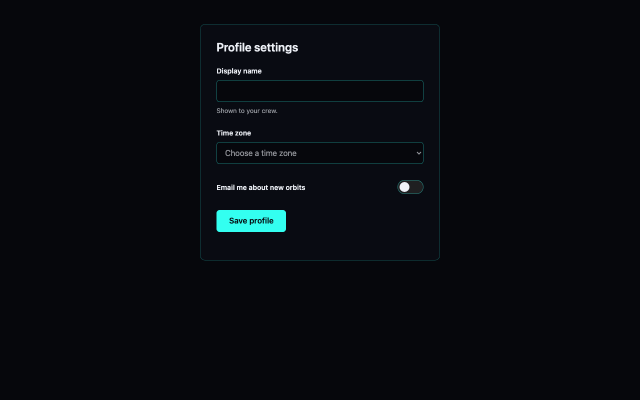 Profile settings
Display name
Shown to your crew.
Time zone
Choose a time zone
Email me about new orbits
Save profile